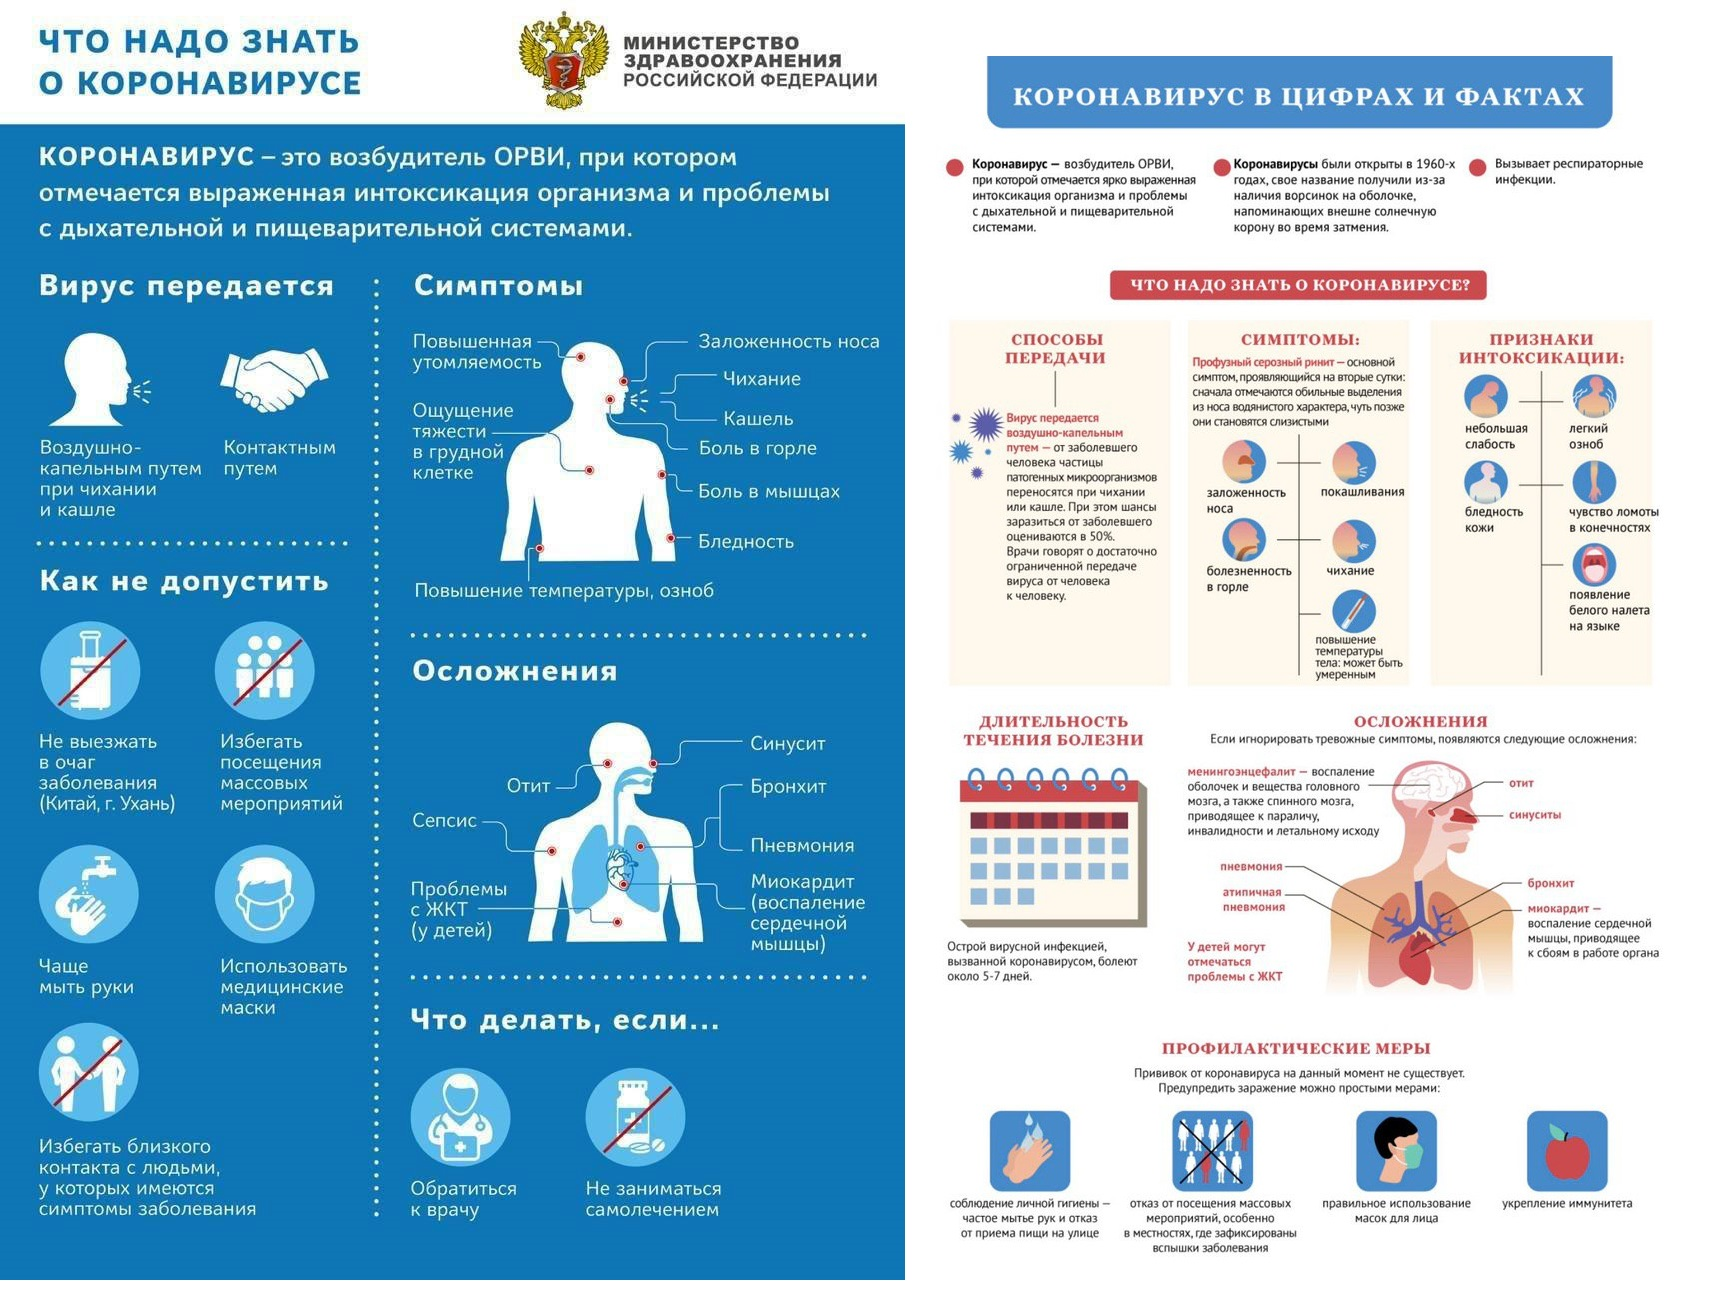 ЧТО НАДО ЗНАТЬ
О КОРОНАВИРУСЕ
МИНИСТЕРСТВО
ЗДРАВООХРАНЕНИЯ
РОССИЙСКОЙ ФЕДЕРАЦИИ
КОРОНАВИРУС – это возбудитель ОРВИ, при котором
отмечается выраженная интоксикация организма и проблемы
с дыхательной и пищеварительной системами.
Вирус передается
Воздушно-
капельным путем
при чихании
и кашле
Контактным
путем
Как не допустить
Не выезжать
в очаг
заболевания
(Китай, г. Ухань)
Избегать
посещения
массовых
мероприятий
Чаще
мыть руки
Использовать
медицинские
маски
Избегать близкого
контакта с людьми,
у которых имеются
симптомы заболевания
Симптомы
Повышенная
утомляемость
Ощущение
тяжести
в грудной
клетке
Заложенность носа
Чихание
Кашель
Боль в горле
Боль в мышцах
Бледность
Повышение температуры, озноб
Осложнения
Отит
Сепсис
Проблемы
с ЖКТ
(у детей)
Синусит
Бронхит
Пневмония
Миокардит
(воспаление
сердечной
мышцы)
Что делать, если...
Обратиться
к врачу
Не заниматься
самолечением
КОРОНАВИРУС В ЦИФРАХ И ФАКТАХ
Коронавирус — возбудитель ОРВИ,
при которой отмечается ярко выраженная
интоксикация организма и проблемы
с дыхательной и пищеварительной
системами.
Коронавирусы были открыты в 1960-х
годах, свое название получили из-за
наличия ворсинок на оболочке,
напоминающих внешне солнечную
корону во время затмения.
Вызывает респираторные
инфекции.
ЧТО НАДО ЗНАТЬ О КОРОНАВИРУСЕ?
СПОСОБЫ
ПЕРЕДАЧИ
Вирус передается
воздушно-капельным
путем — от заболевшего
человека частицы
патогенных микроорганизмов
переносятся при чихании
или кашле. При этом шансы
заразиться от заболевшего
оцениваются в 50%.
Врачи говорят о достаточно
ограниченной передаче
вируса от человека
к человеку.
СИМПТОМЫ:
Профузный серозный ринит — основной
симптом, проявляющийся на вторые сутки:
сначала отмечаются обильные выделения
из носа водянистого характера, чуть позже
они становятся слизистыми
заложенность
носа
покашливания
болезненность
в горле
чихание
повышение
температуры
тела: может быть
умеренным
ПРИЗНАКИ
ИНТОКСИКАЦИИ:
небольшая
слабость
легкий
озноб
бледность
кожи
чувство ломоты
в конечностях
появление
белого налета
на языке
ДЛИТЕЛЬНОСТЬ
ТЕЧЕНИЯ БОЛЕЗНИ
Острой вирусной инфекцией,
вызванной коронавирусом, болеют
около 5-7 дней.
ОСЛОЖНЕНИЯ
Если игнорировать тревожные симптомы, появляются следующие осложнения:
менингоэнцефалит — воспаление
оболочек и вещества головного
мозга, а также спинного мозга,
приводящее к параличу,
инвалидности и летальному исходу
пневмония
атипичная
пневмония
У детей могут
отмечаться
проблемы с ЖКТ
отит
синуситы
бронхит
миокардит —
воспаление сердечной
мышцы, приводящее
к сбоям в работе органа
ПРОФИЛАКТИЧЕСКИЕ МЕРЫ
Прививок от коронавируса на данный момент не существует.
Предупредить заражение можно простыми мерами:
соблюдение личной гигиены —
частое мытье рук и отказ
от приема пищи на улице
отказ от посещения массовых
мероприятий, особенно
в местностях, где зафиксированы
вспышки заболевания
правильное использование
масок для лица
укрепление иммунитета